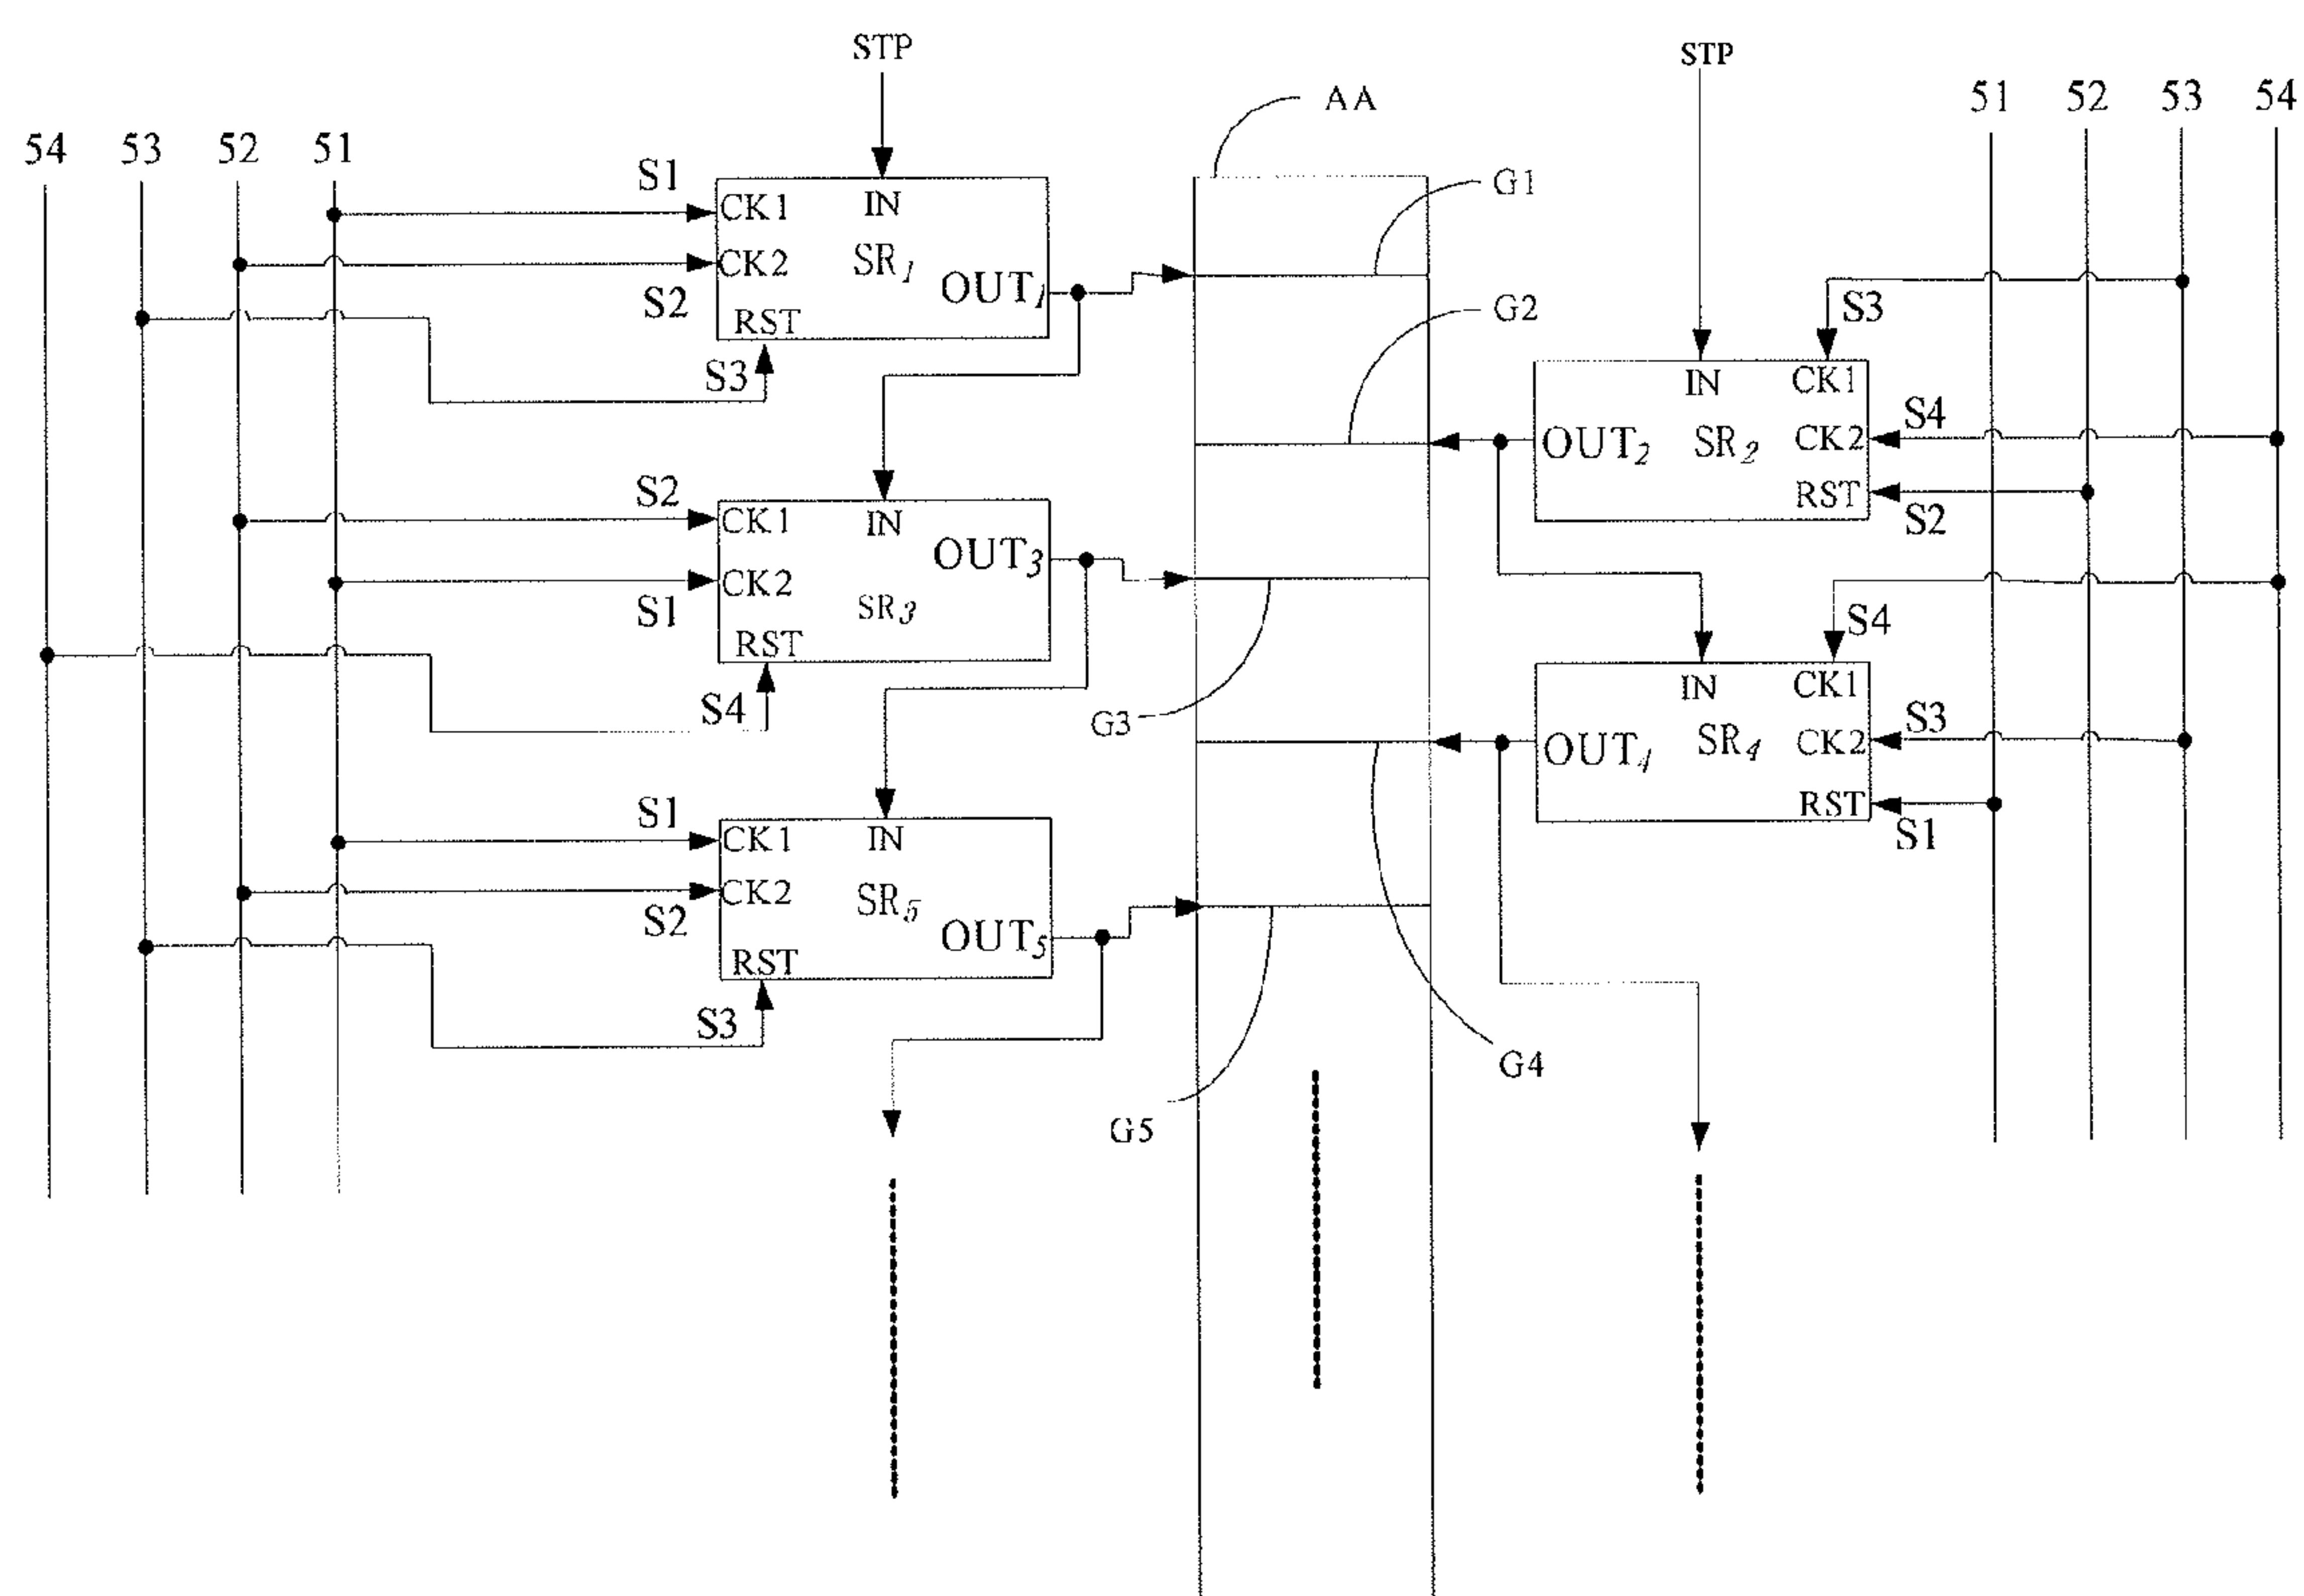 STP
STP
AA
51 52 53 54
54 53 52 51
S1
CK1
IN
G1
CK2
SR1
S2
OUT1
RST
S3
G2
S3
IN
CK1
S4
OUT2
SR2
CK2
RST
S2
S2
CK1
IN
OUT3
CK2
S1
SR3
RST
S4
G3
S4
IN
CK1
S3
OUT4
SR4
CK2
RST
S1
S1
CK1
IN
CK2
SR5
S2
OUT5
RST
S3
G4
G5